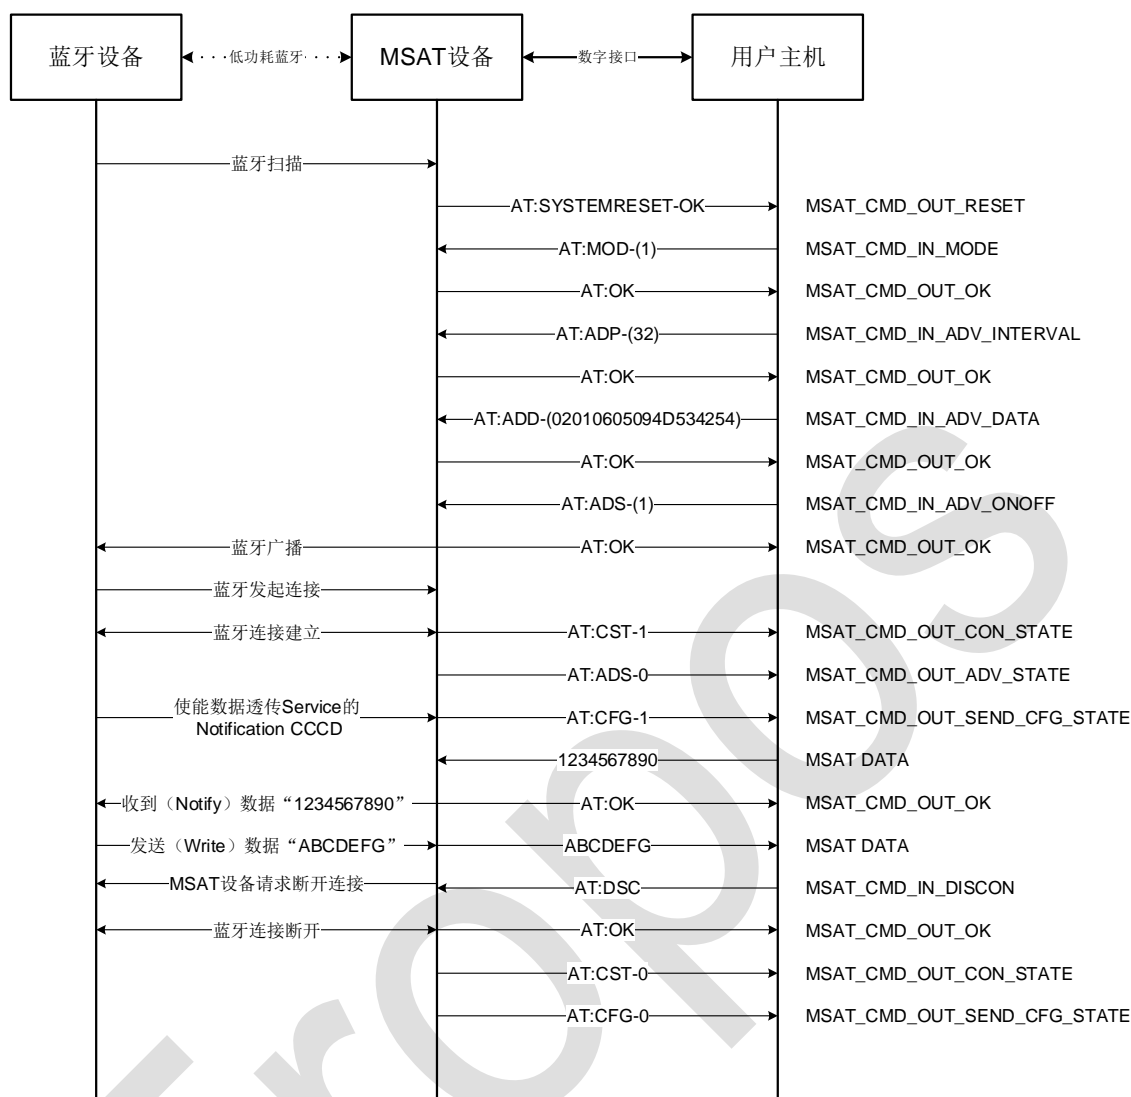 蓝牙设备 低功耗蓝牙 MSAT设备 数字接口 用户主机
蓝牙扫描
AT:SYSTEMRESET-OK MSAT_CMD_OUT_RESET
AT:MOD-(1) MSAT_CMD_IN_MODE
AT:OK MSAT_CMD_OUT_OK
AT:ADP-(32) MSAT_CMD_IN_ADV_INTERVAL
AT:OK MSAT_CMD_OUT_OK
AT:ADD-(02010605094D534254) MSAT_CMD_IN_ADV_DATA
AT:OK MSAT_CMD_OUT_OK
AT:ADS-(1) MSAT_CMD_IN_ADV_ONOFF
蓝牙广播 AT:OK MSAT_CMD_OUT_OK
蓝牙发起连接
蓝牙连接建立 AT:CST-1 MSAT_CMD_OUT_CON_STATE
AT:ADS-0 MSAT_CMD_OUT_ADV_STATE
使能数据透传Service的
Notification CCCD AT:CFG-1 MSAT_CMD_OUT_SEND_CFG_STATE
1234567890 MSAT DATA
收到（Notify）数据“1234567890” AT:OK MSAT_CMD_OUT_OK
发送（Write）数据“ABCDEFG” ABCDEFG MSAT DATA
MSAT设备请求断开连接 AT:DSC MSAT_CMD_IN_DISCON
蓝牙连接断开 AT:OK MSAT_CMD_OUT_OK
AT:CST-0 MSAT_CMD_OUT_CON_STATE
AT:CFG-0 MSAT_CMD_OUT_SEND_CFG_STATE